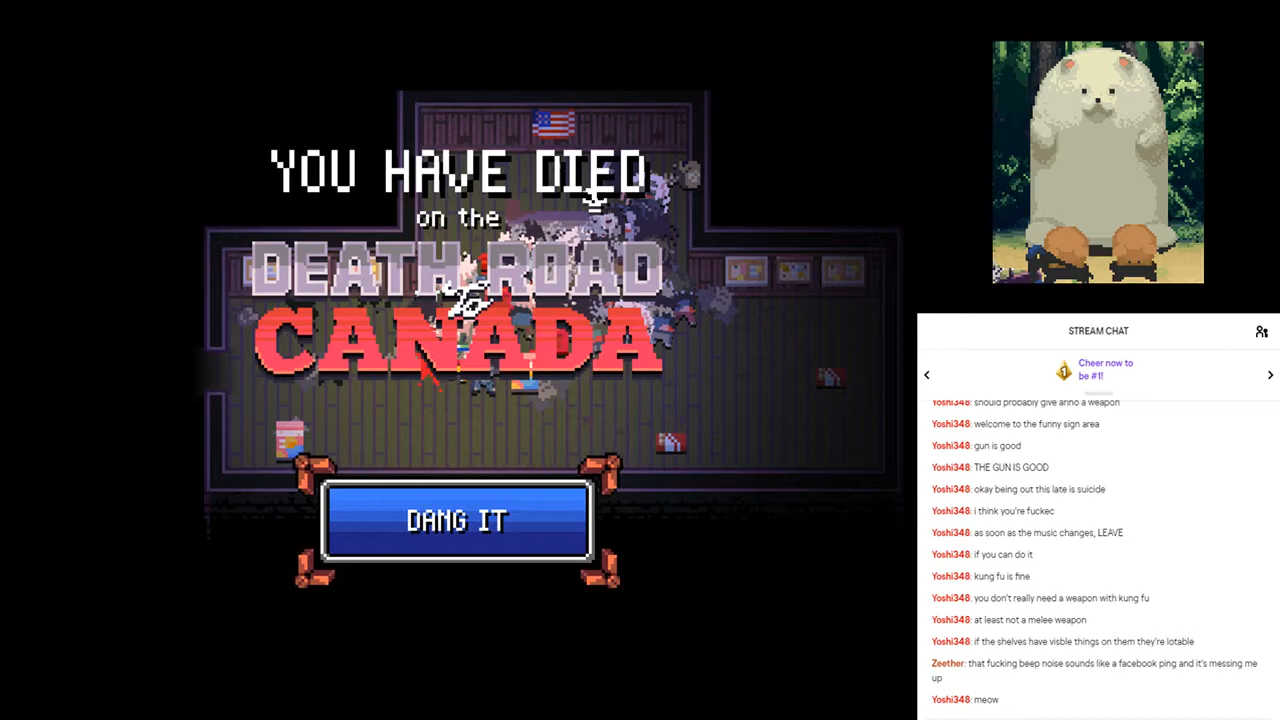 YOU HAVE DIED
on the
DEATH ROAD
CANADA
DANG IT
STREAM CHAT
1
Cheer now to
be #1!
Yoshi348: should probably give arino a weapon
Yoshi348: welcome to the funny sign area
Yoshi348: gun is good
Yoshi348: THE GUN IS GOOD
Yoshi348: okay being out this late is suicide
Yoshi348: i think you're fuckec
Yoshi348: as soon as the music changes, LEAVE
Yoshi348: if you can do it
Yoshi348: kung fu is fine
Yoshi348: you don't really need a weapon with kung fu
Yoshi348: at least not a melee weapon
Yoshi348: if the shelves have visble things on them they're lotable
Zeether: that fucking beep noise sounds like a facebook ping and it's messing me
up
Yoshi348: meow